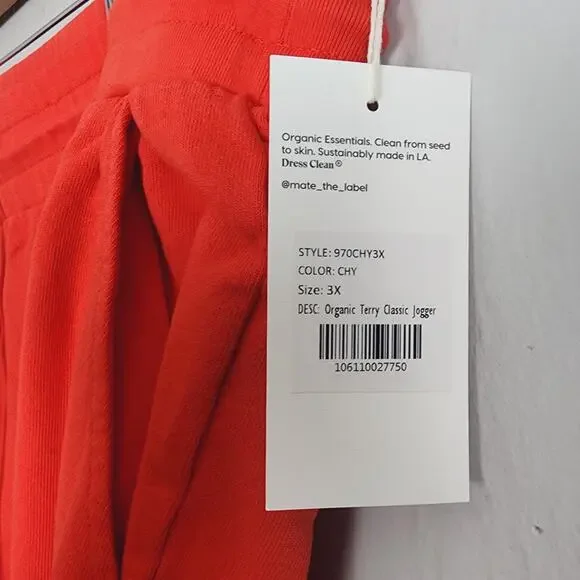 Organic Essentials. Clean from seed
to skin. Sustainably made in LA.
Dress Clean®
@mate_the_label
STYLE: 970CHY3X
COLOR: CHY
Size: 3X
DESC: Organic Terry Classic Jogger
106110027750